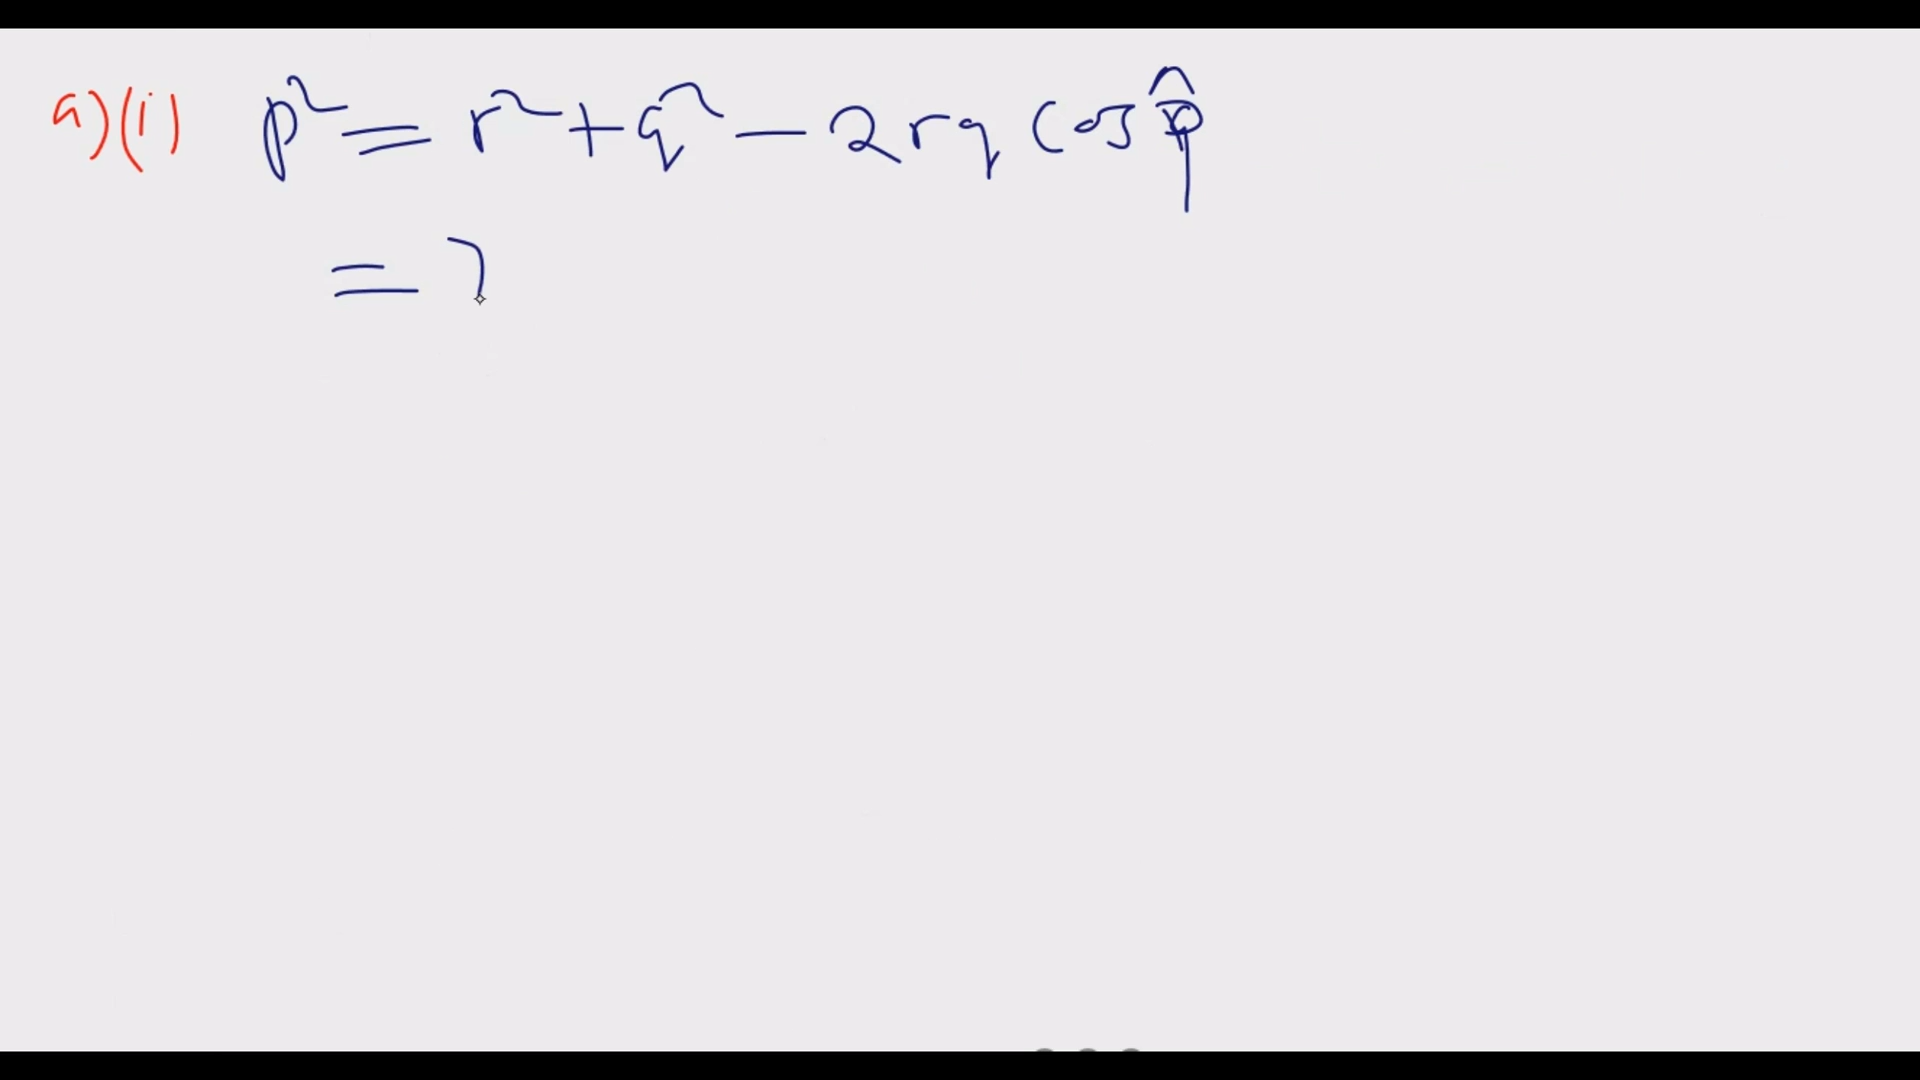 a)(i) p² = r² + q² - 2rq cos p̂
= 7